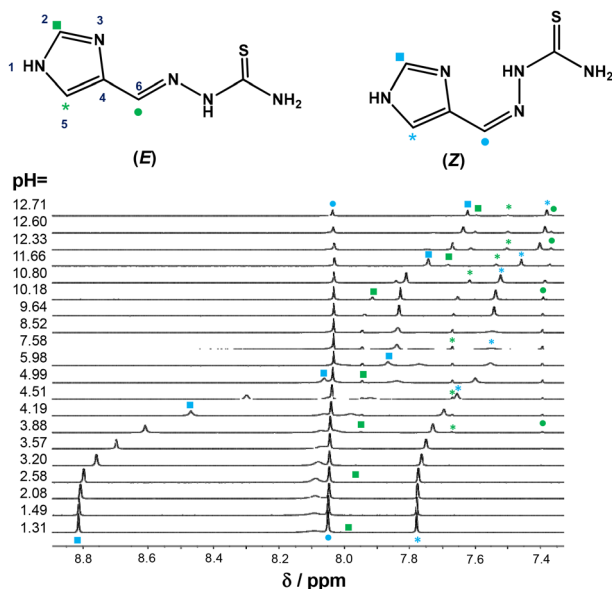 2
3
N
1
HN
4
5
6
N
N
H
S
NH2
(E)
N
HN
N
NH
S
NH2
(Z)
pH=
12.71
12.60
12.33
11.66
10.80
10.18
9.64
8.52
7.58
5.98
4.99
4.51
4.19
3.88
3.57
3.20
2.58
2.08
1.49
1.31
8.8 8.6 8.4 8.2 8.0 7.8 7.6 7.4
δ / ppm